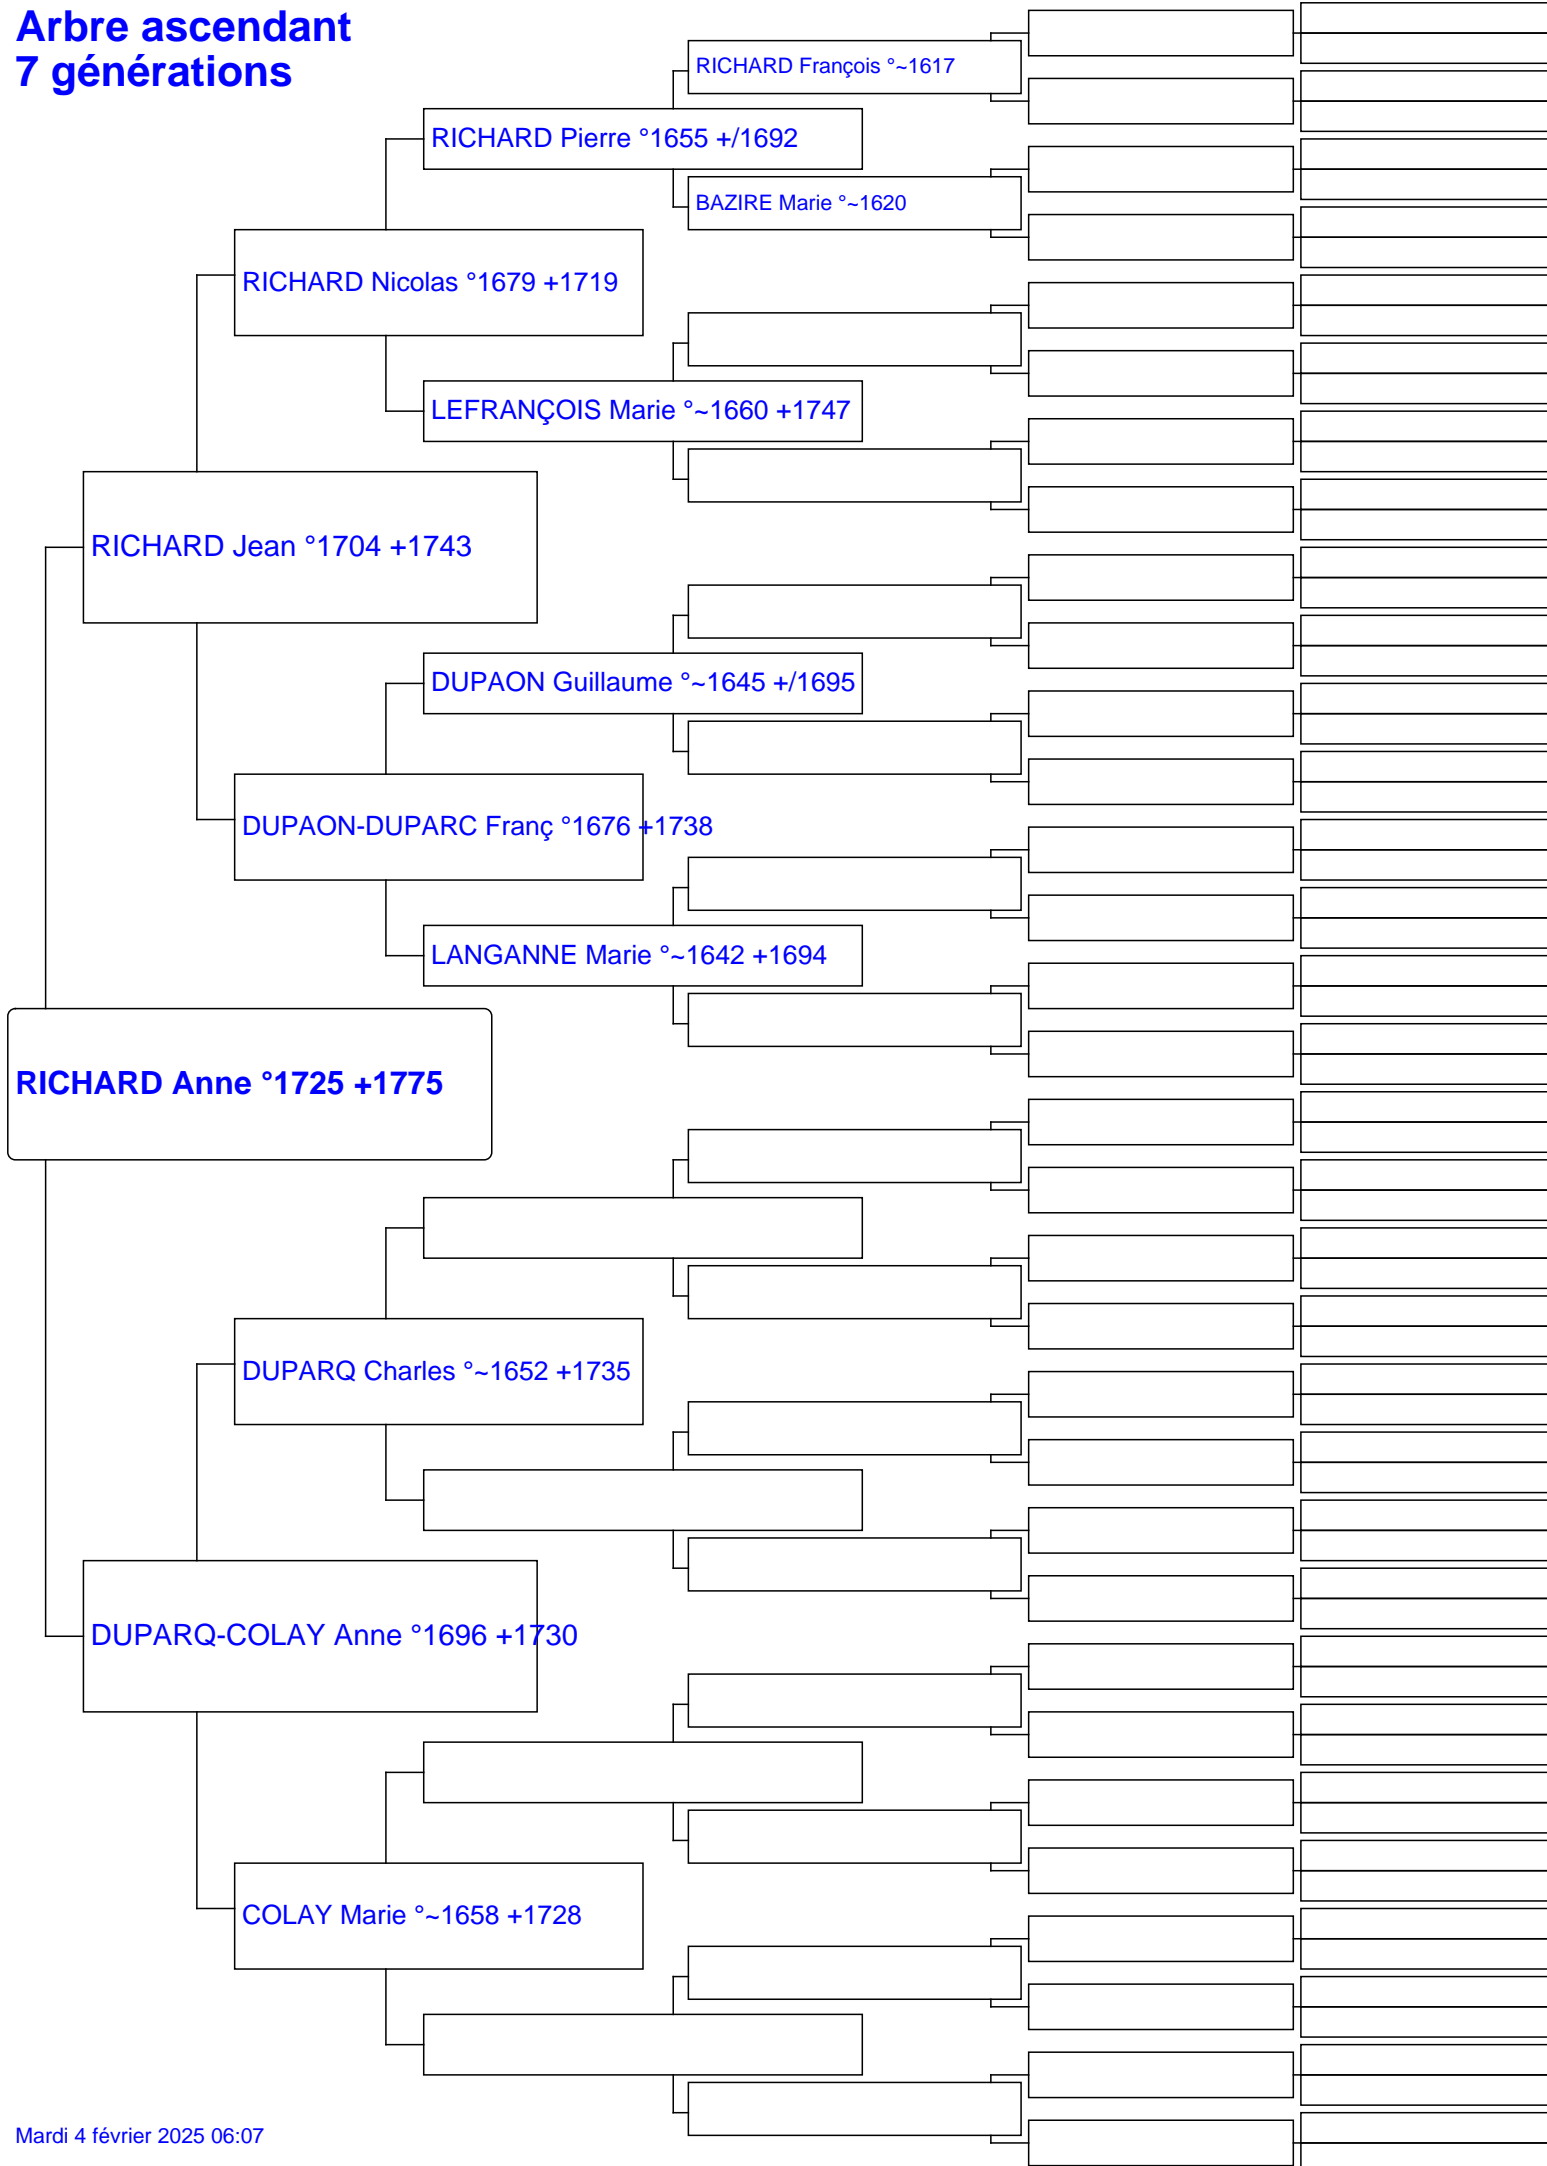 Arbre ascendant
7 générations
RICHARD François °~1617
RICHARD Pierre °1655 +/1692
BAZIRE Marie °~1620
RICHARD Nicolas °1679 +1719
LEFRANÇOIS Marie °~1660 +1747
RICHARD Jean °1704 +1743
DUPAON Guillaume °~1645 +/1695
DUPAON-DUPARC Franç °1676 +1738
LANGANNE Marie °~1642 +1694
RICHARD Anne °1725 +1775
DUPARQ Charles °~1652 +1735
DUPARQ-COLAY Anne °1696 +1730
COLAY Marie °~1658 +1728
Mardi 4 février 2025 06:07